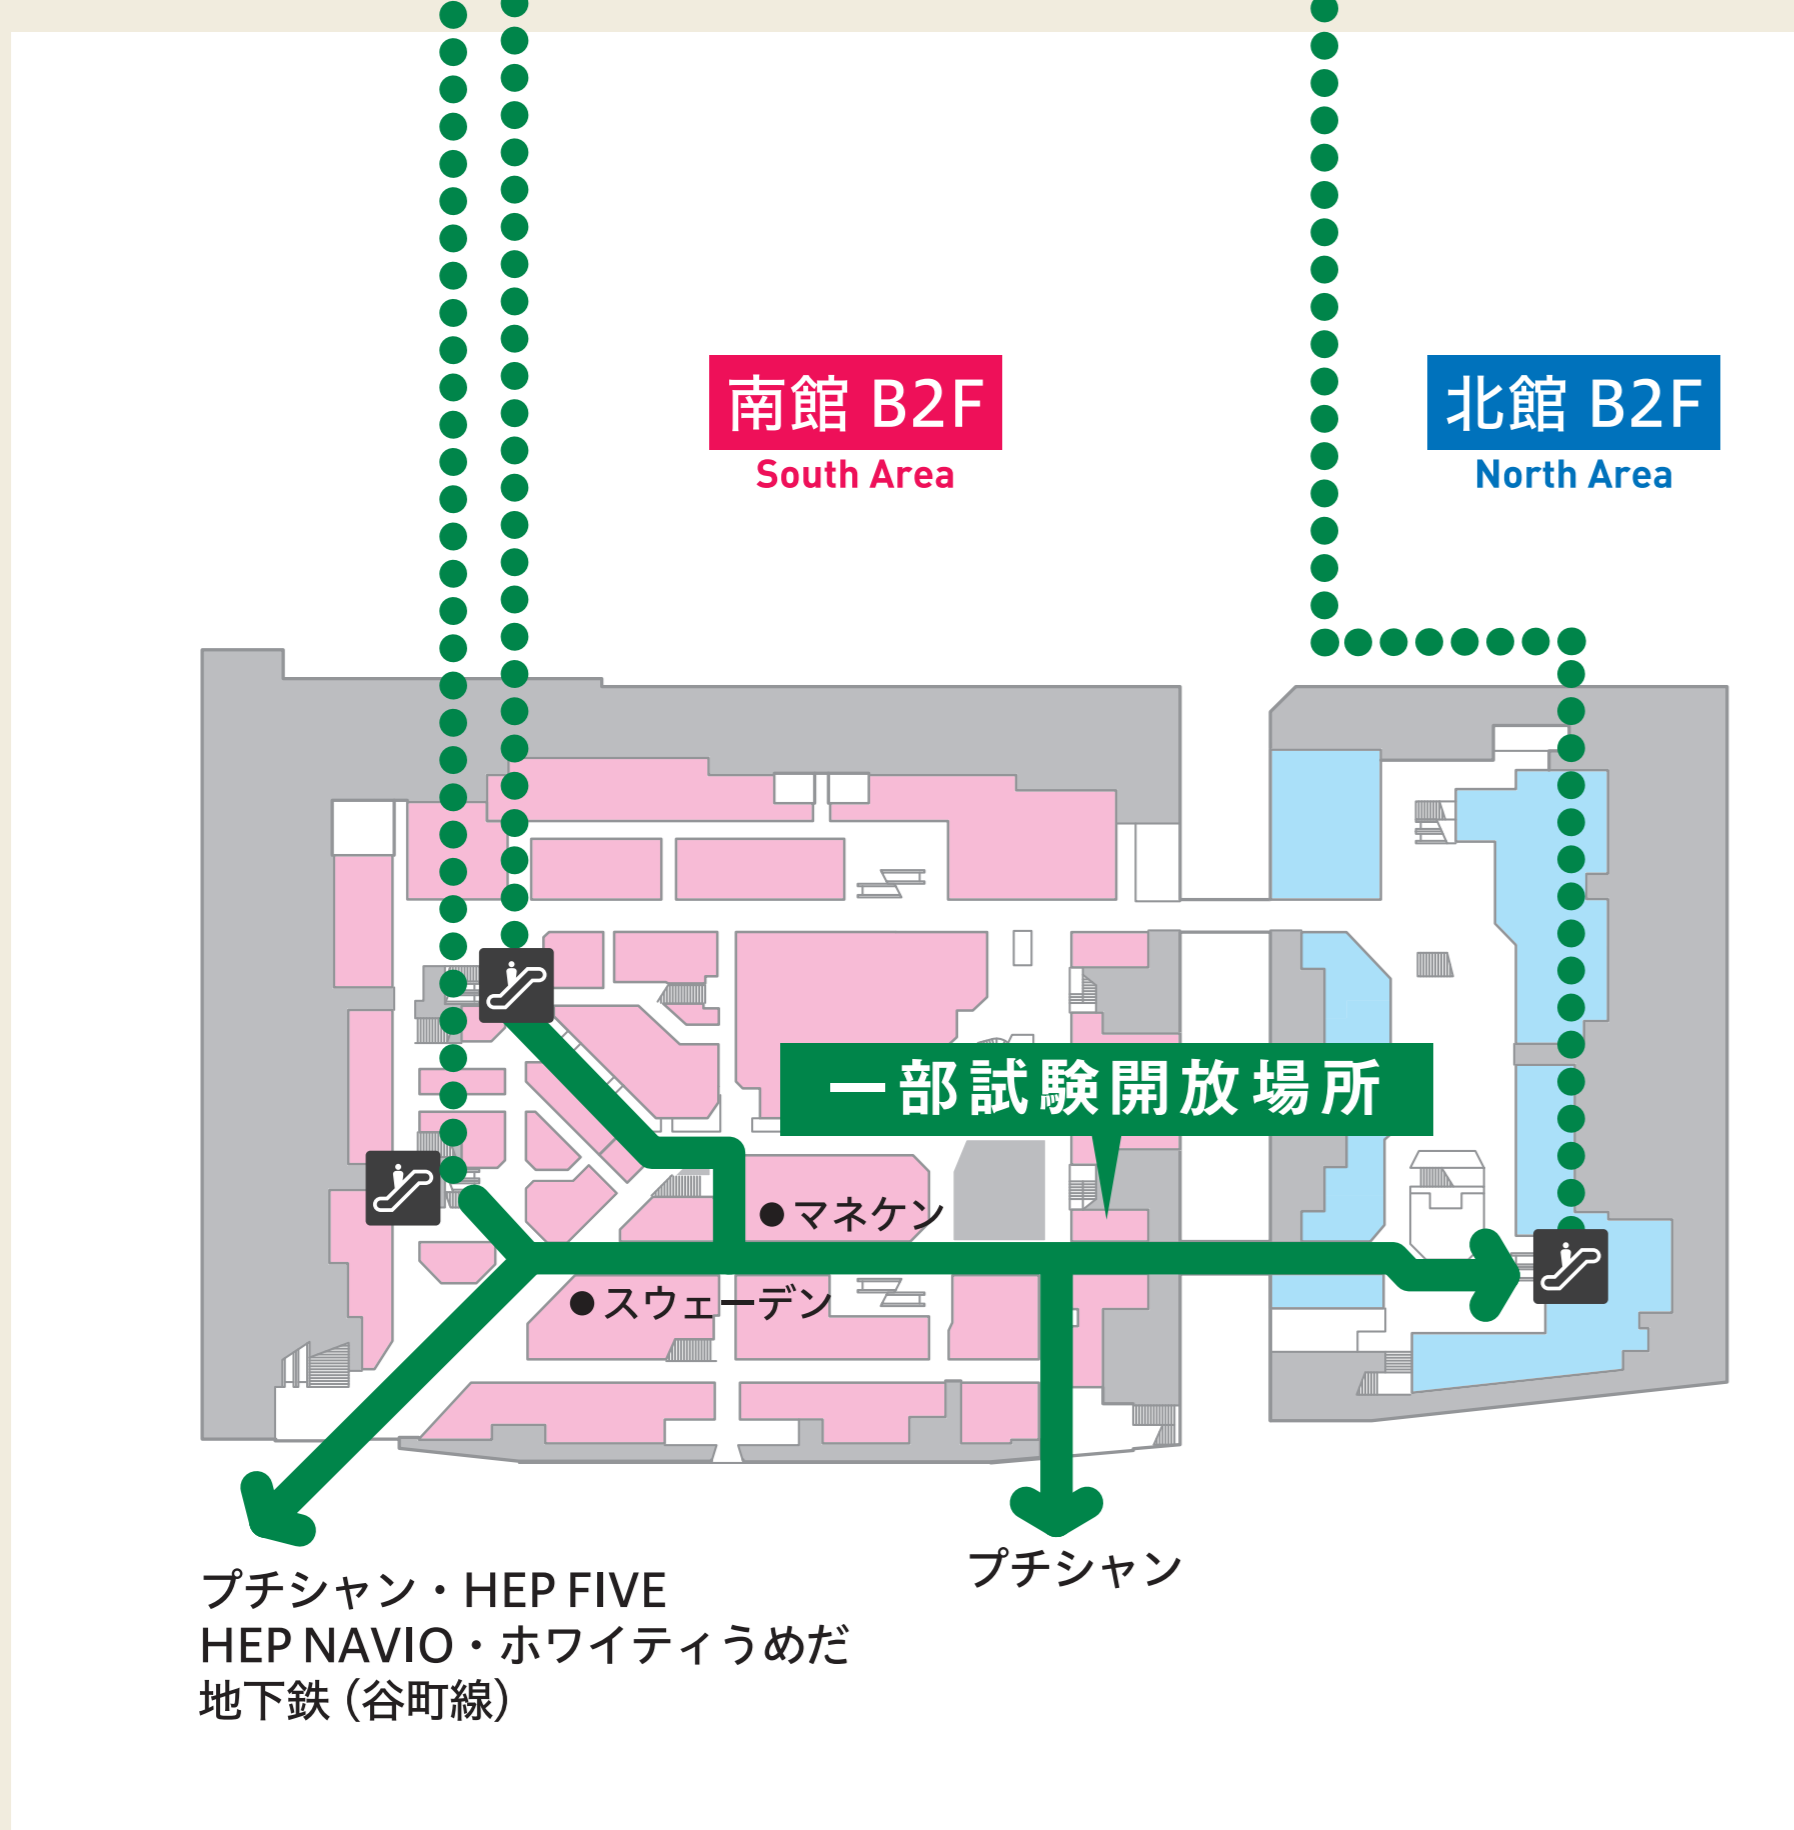 南館 B2F
South Area
北館 B2F
North Area
一部試験開放場所
●マネケン
●スウェーデン
プチシャン
プチシャン・HEP FIVE
HEP NAVIO・ホワイティうめだ
地下鉄(谷町線)